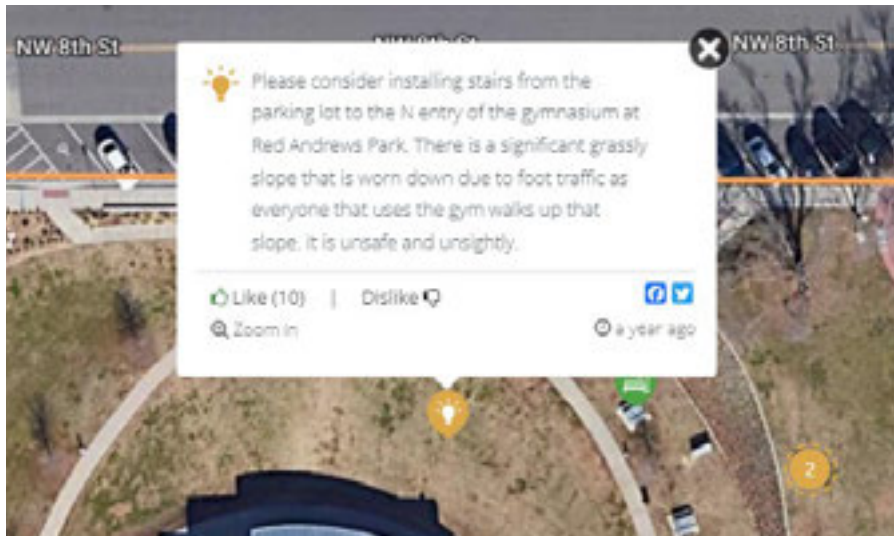 NW 8th St
NW 8th St
NW 8th St
Please consider installing stairs from the
parking lot to the N entry of the gymnasium at
Red Andrews Park. There is a significant grassly
slope that is worn down due to foot traffic as
everyone that uses the gym walks up that
slope. It is unsafe and unsightly.
Like (10) | Dislike
Zoom in
a year ago
2